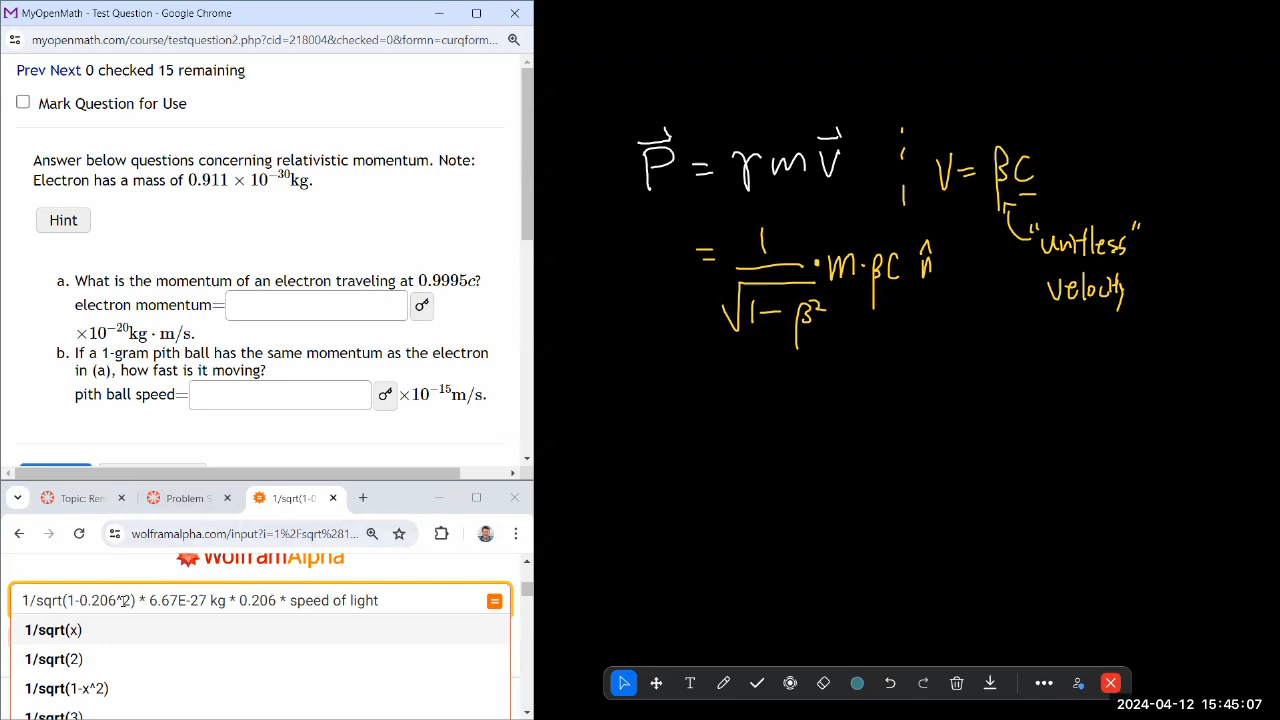 MyOpenMath - Test Question - Google Chrome
myopenmath.com/course/testquestion2.php?cid=218004&checked=0&formn=curqform...
Prev Next 0 checked 15 remaining
Mark Question for Use
Answer below questions concerning relativistic momentum. Note:
Electron has a mass of 0.911 × 10⁻³⁰kg.
Hint
a. What is the momentum of an electron traveling at 0.9995c?
electron momentum=
×10⁻²⁰kg · m/s.
b. If a 1-gram pith ball has the same momentum as the electron
in (a), how fast is it moving?
pith ball speed= ×10⁻¹⁵m/s.
Topic: Rem
Problem S
1/sqrt(1-0
wolframalpha.com/input?i=1%2Fsqrt%281...
WolframAlpha
1/sqrt(1-0.206^2) * 6.67E-27 kg * 0.206 * speed of light
=
1/sqrt(x)
1/sqrt(2)
1/sqrt(1-x^2)
1/sqrt(3)
P⃗ = γmv⃗ ; v = βc
"unitless"
velocity
= 1/√(1-β²) · m · βc n̂
T
2024-04-12 15:45:07